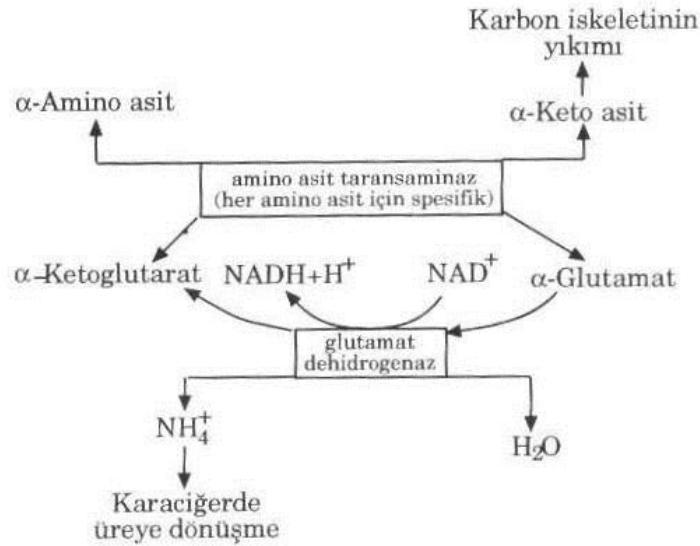 Karbon iskeletinin
yıkımı
α-Amino asit
α-Keto asit
amino asit taransaminaz
(her amino asit için spesifik)
α-Ketoglutarat
NADH+H⁺
NAD⁺
α-Glutamat
glutamat
dehidrogenaz
NH₄⁺
H₂O
Karaciğerde
üreye dönüşme